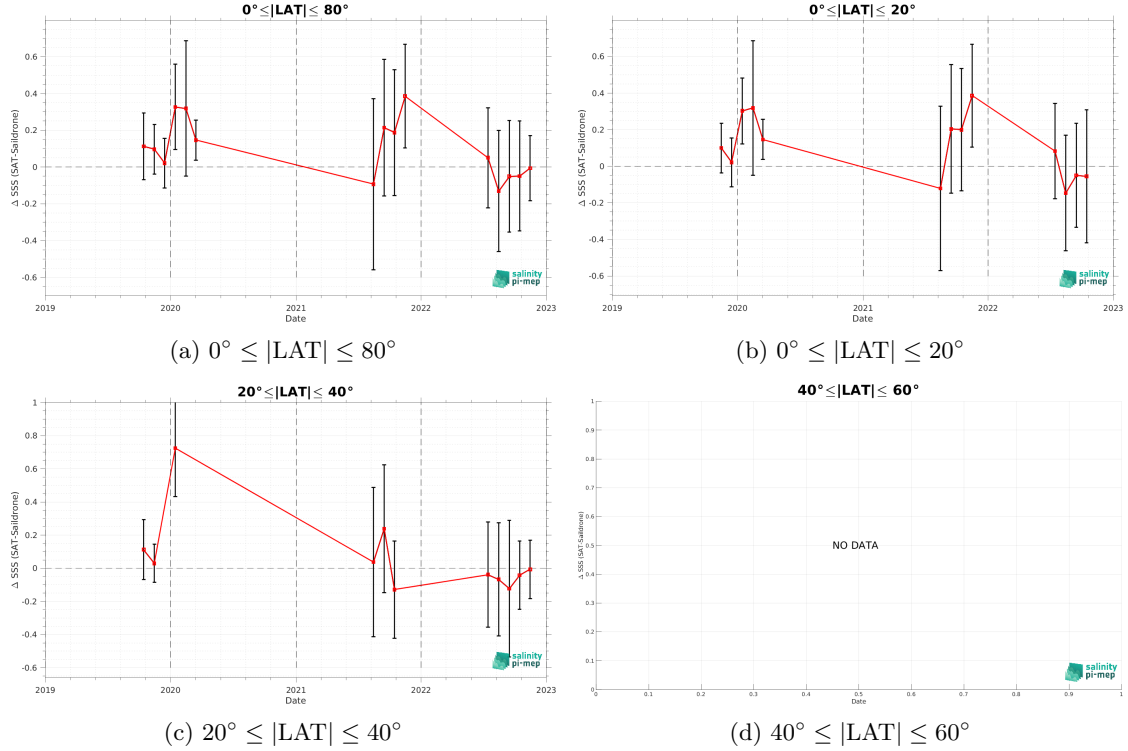 0°≤|LAT|≤ 80°
Δ SSS (SAT-Saildrone)
0.6
0.4
0.2
0
-0.2
-0.4
-0.6
2019
2020
2021
2022
2023
Date
salinity
pi-mep
(a) 0° ≤ |LAT| ≤ 80°
0°≤|LAT|≤ 20°
Δ SSS (SAT-Saildrone)
0.6
0.4
0.2
0
-0.2
-0.4
-0.6
2019
2020
2021
2022
2023
Date
salinity
pi-mep
(b) 0° ≤ |LAT| ≤ 20°
20°≤|LAT|≤ 40°
Δ SSS (SAT-Saildrone)
1
0.8
0.6
0.4
0.2
0
-0.2
-0.4
-0.6
2019
2020
2021
2022
2023
Date
salinity
pi-mep
(c) 20° ≤ |LAT| ≤ 40°
40°≤|LAT|≤ 60°
Δ SSS (SAT-Saildrone)
1
0.9
0.8
0.7
0.6
0.5
0.4
0.3
0.2
0.1
0
NO DATA
0
0.1
0.2
0.3
0.4
0.5
0.6
0.7
0.8
0.9
1
Date
salinity
pi-mep
(d) 40° ≤ |LAT| ≤ 60°